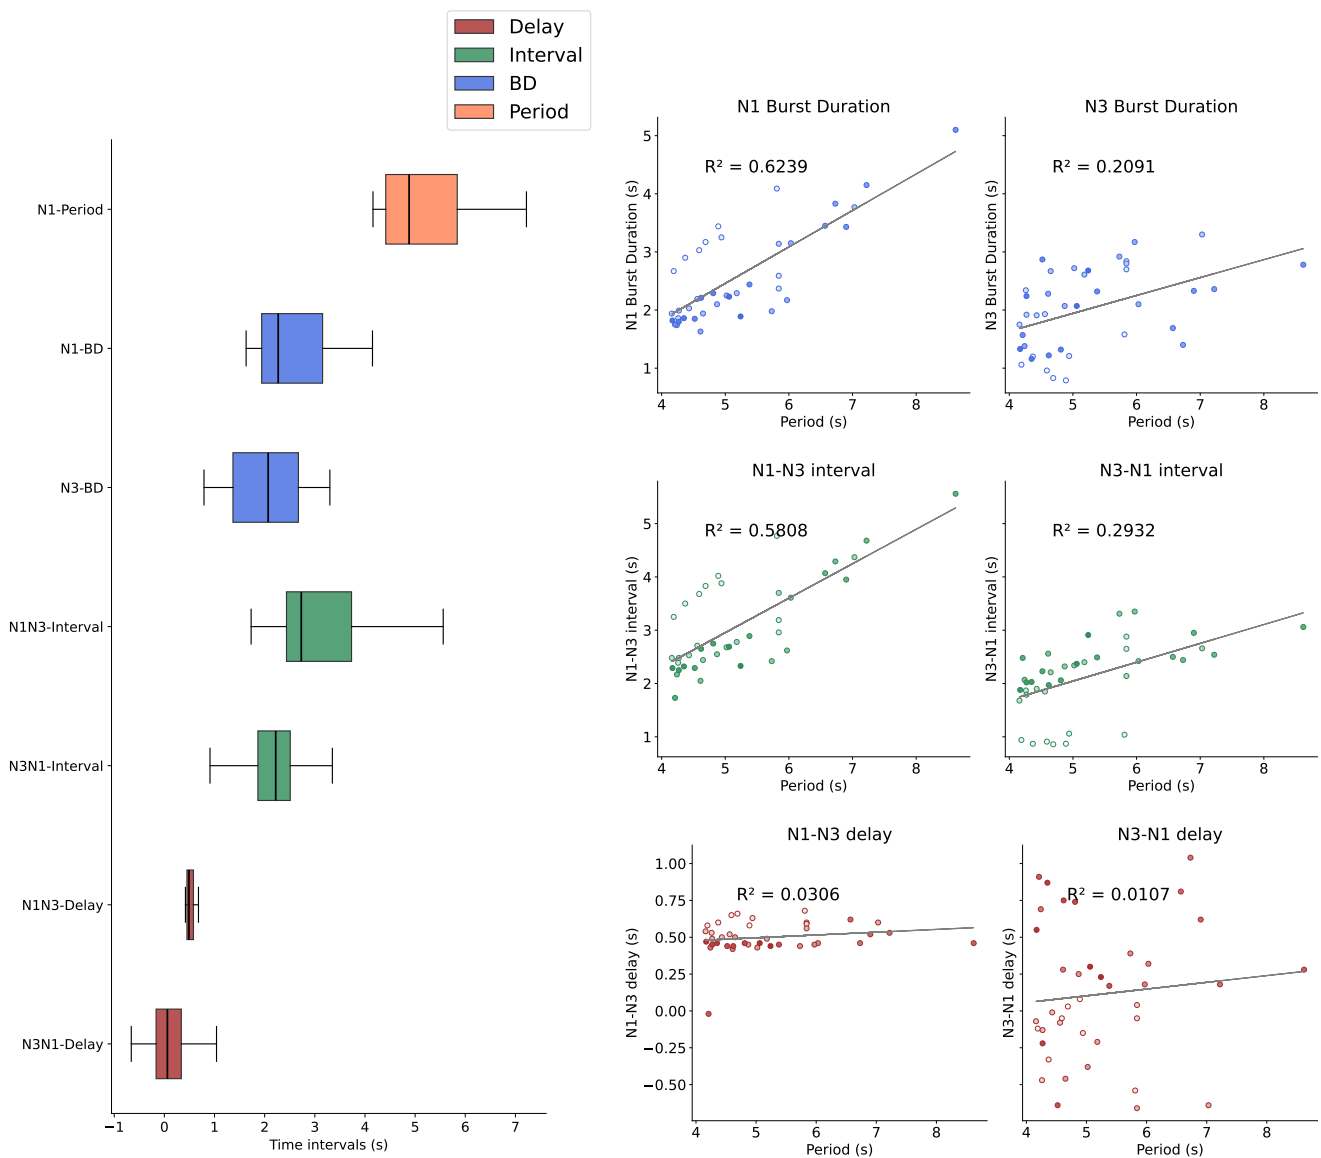 Delay
Interval
BD
Period
N1-Period
N1-BD
N3-BD
N1N3-Interval
N3N1-Interval
N1N3-Delay
N3N1-Delay
−1 0 1 2 3 4 5 6 7
Time intervals (s)
N1 Burst Duration
R² = 0.6239
N1 Burst Duration (s)
5
4
3
2
1
4 5 6 7 8
Period (s)
N3 Burst Duration
R² = 0.2091
N3 Burst Duration (s)
4 5 6 7 8
Period (s)
N1-N3 interval
R² = 0.5808
N1-N3 interval (s)
5
4
3
2
1
4 5 6 7 8
Period (s)
N3-N1 interval
R² = 0.2932
N3-N1 interval (s)
4 5 6 7 8
Period (s)
N1-N3 delay
R² = 0.0306
N1-N3 delay (s)
1.00
0.75
0.50
0.25
0.00
−0.25
−0.50
4 5 6 7 8
Period (s)
N3-N1 delay
R² = 0.0107
N3-N1 delay (s)
4 5 6 7 8
Period (s)